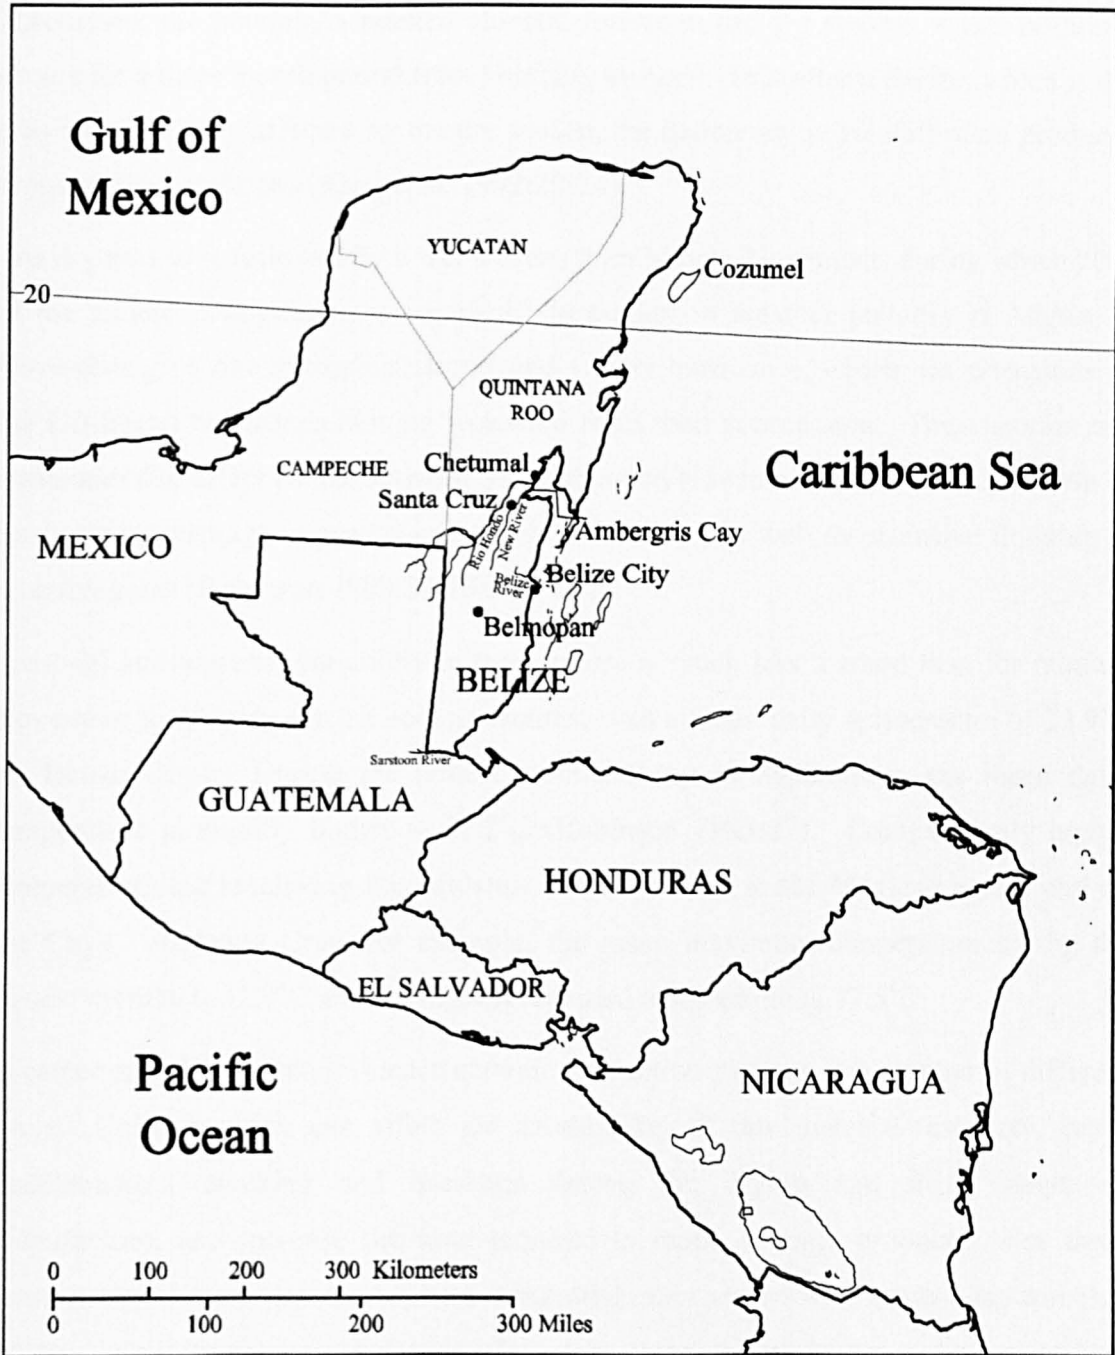 Gulf of
Mexico
YUCATAN
Cozumel
20
QUINTANA
ROO
CAMPECHE
Chetumal
Caribbean Sea
Santa Cruz
Rio Hondo
New River
Ambergris Cay
MEXICO
Belize
River
Belize City
Belmopan
BELIZE
Sarstoon River
GUATEMALA
HONDURAS
EL SALVADOR
Pacific
Ocean
NICARAGUA
0 100 200 300 Kilometers
0 100 200 300 Miles